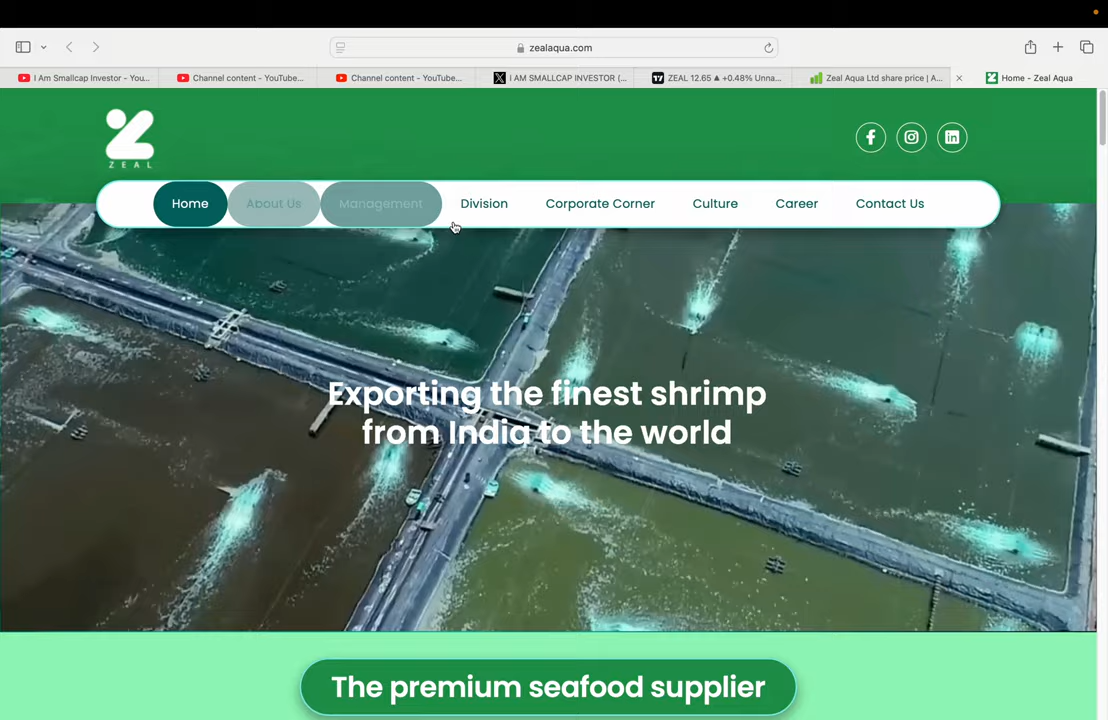 zealaqua.com
I Am Smallcap Investor - You...
Channel content - YouTube...
Channel content - YouTube...
I AM SMALLCAP INVESTOR (...
ZEAL 12.65 ▲ +0.48% Unna...
Zeal Aqua Ltd share price | A...
Home - Zeal Aqua
ZEAL
Home
About Us
Management
Division
Corporate Corner
Culture
Career
Contact Us
Exporting the finest shrimp
from India to the world
The premium seafood supplier